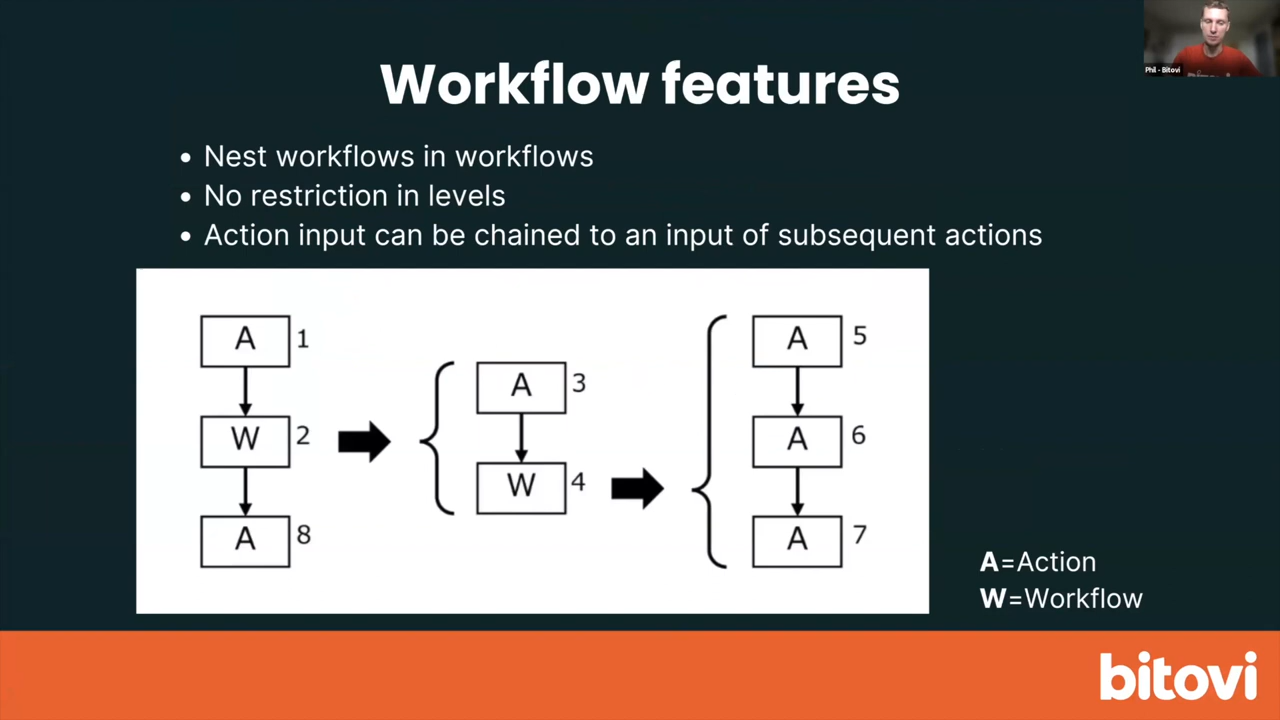 Phil - Bitovi
Workflow features
• Nest workflows in workflows
• No restriction in levels
• Action input can be chained to an input of subsequent actions
A 1
W 2
A 8
A 3
W 4
A 5
A 6
A 7
A=Action
W=Workflow
bitovi